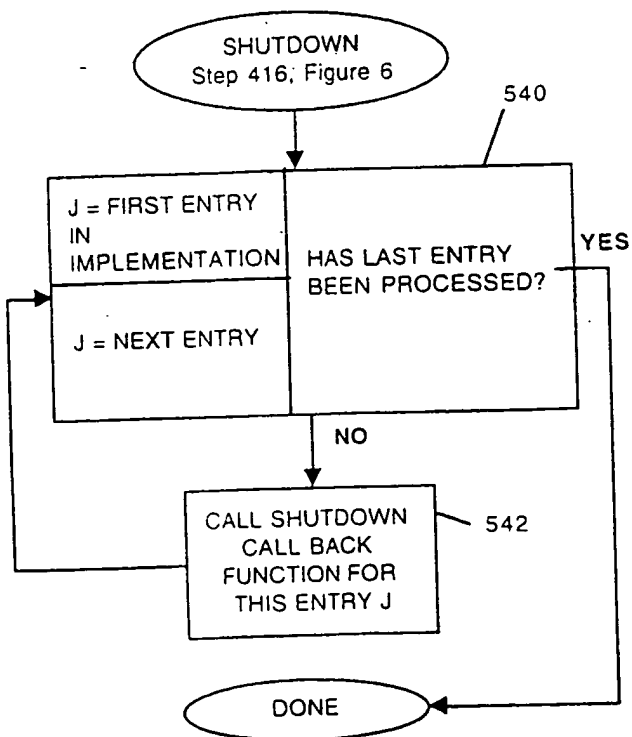 SHUTDOWN
Step 416, Figure 6
540
J = FIRST ENTRY
IN
IMPLEMENTATION
HAS LAST ENTRY
BEEN PROCESSED?
YES
J = NEXT ENTRY
NO
CALL SHUTDOWN
CALL BACK
FUNCTION FOR
THIS ENTRY J
542
DONE